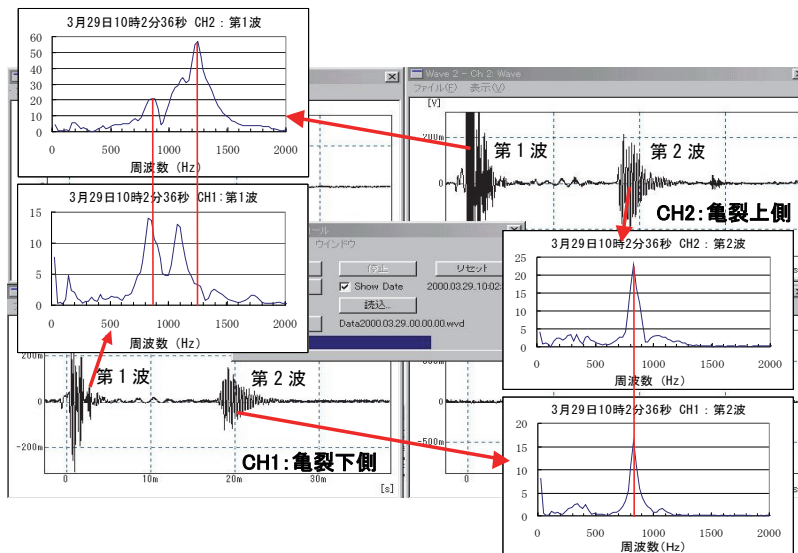 3月29日10時2分36秒 CH2：第1波
60
50
40
30
20
10
0
0 500 1000 1500 2000
周波数 (Hz)
3月29日10時2分36秒 CH1：第1波
15
10
5
0
0 500 1000 1500 2000
周波数 (Hz)
Wave 2 - Ch 2: Wave
ファイル(F) 表示(V)
[V]
200m
0
第１波
第２波
CH2：亀裂上側
ウインドウ
停止
リセット
Show Date
2000.03.29.10:02:
読込..
Data2000.03.29.00.00.00.wvd
3月29日10時2分36秒 CH2：第2波
25
20
15
10
5
0
0 500 1000 1500 2000
周波数 (Hz)
200m
0
-200m
第１波
第２波
CH1：亀裂下側
0 10m 20m 30m
[s]
-500m
0
3月29日10時2分36秒 CH1：第2波
20
15
10
5
0
0 500 1000 1500 2000
周波数(Hz)